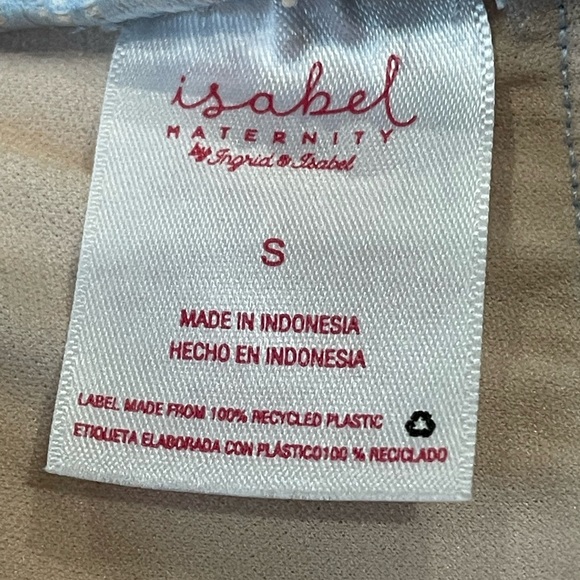 isabel
MATERNITY
by Ingrid & Isabel
S
MADE IN INDONESIA
HECHO EN INDONESIA
LABEL MADE FROM 100% RECYCLED PLASTIC
ETIQUETA ELABORADA CON PLÁSTICO100 % RECICLADO